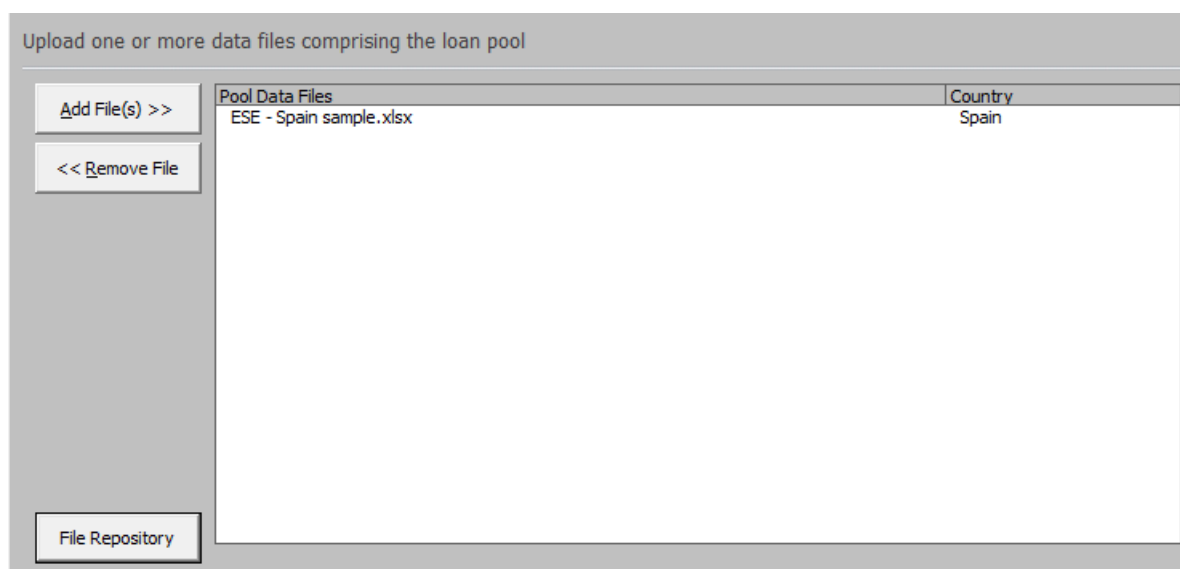 Upload one or more data files comprising the loan pool
Add File(s) >>
<< Remove File
Pool Data Files Country
ESE - Spain sample.xlsx Spain
File Repository